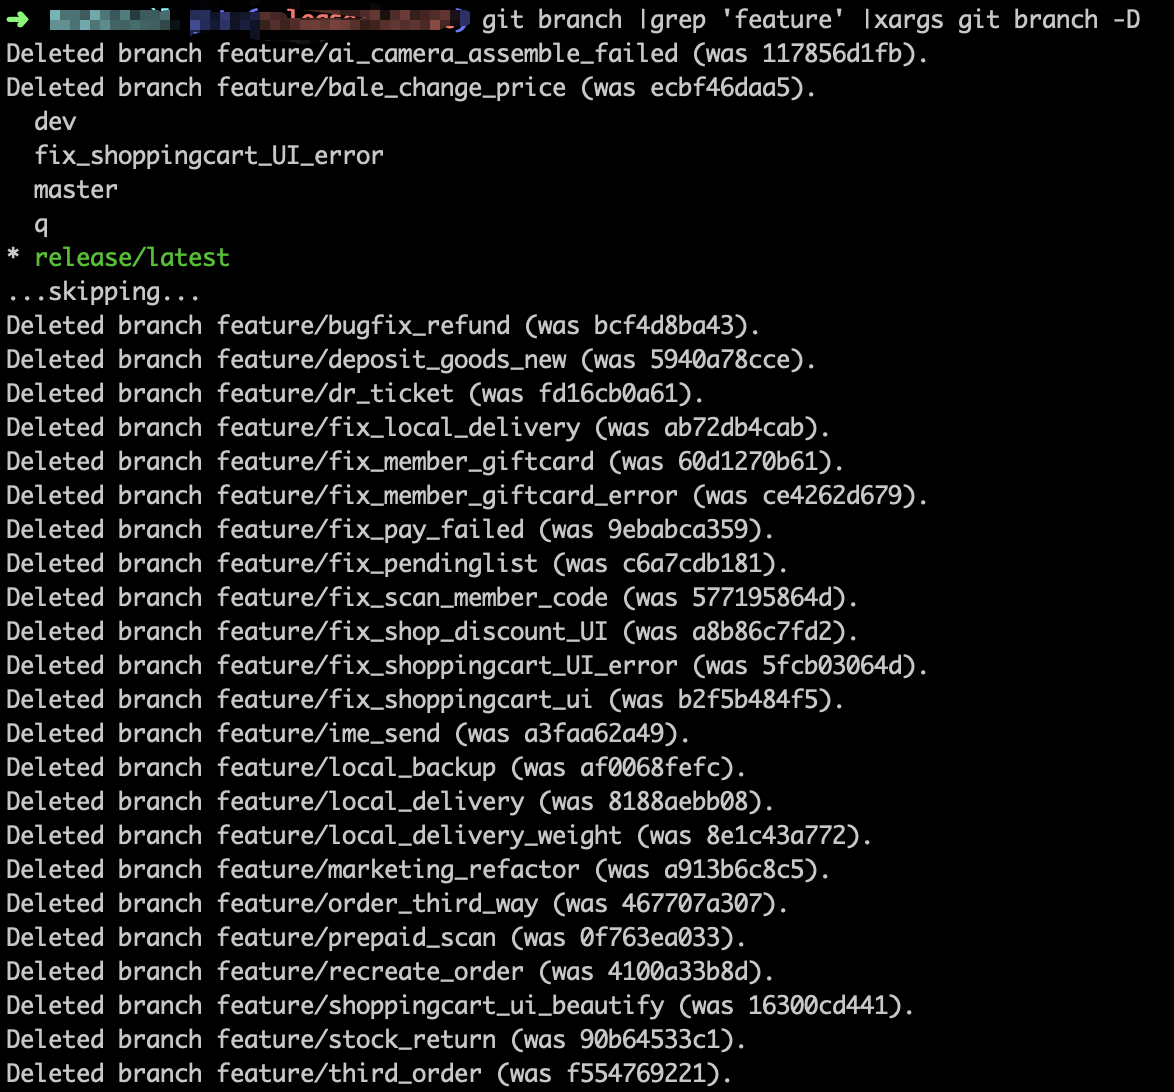 ➜ git branch |grep 'feature' |xargs git branch -D
Deleted branch feature/ai_camera_assemble_failed (was 117856d1fb).
Deleted branch feature/bale_change_price (was ecbf46daa5).
dev
fix_shoppingcart_UI_error
master
q
* release/latest
...skipping...
Deleted branch feature/bugfix_refund (was bcf4d8ba43).
Deleted branch feature/deposit_goods_new (was 5940a78cce).
Deleted branch feature/dr_ticket (was fd16cb0a61).
Deleted branch feature/fix_local_delivery (was ab72db4cab).
Deleted branch feature/fix_member_giftcard (was 60d1270b61).
Deleted branch feature/fix_member_giftcard_error (was ce4262d679).
Deleted branch feature/fix_pay_failed (was 9ebabca359).
Deleted branch feature/fix_pendinglist (was c6a7cdb181).
Deleted branch feature/fix_scan_member_code (was 577195864d).
Deleted branch feature/fix_shop_discount_UI (was a8b86c7fd2).
Deleted branch feature/fix_shoppingcart_UI_error (was 5fcb03064d).
Deleted branch feature/fix_shoppingcart_ui (was b2f5b484f5).
Deleted branch feature/ime_send (was a3faa62a49).
Deleted branch feature/local_backup (was af0068fefc).
Deleted branch feature/local_delivery (was 8188aebb08).
Deleted branch feature/local_delivery_weight (was 8e1c43a772).
Deleted branch feature/marketing_refactor (was a913b6c8c5).
Deleted branch feature/order_third_way (was 467707a307).
Deleted branch feature/prepaid_scan (was 0f763ea033).
Deleted branch feature/recreate_order (was 4100a33b8d).
Deleted branch feature/shoppingcart_ui_beautify (was 16300cd441).
Deleted branch feature/stock_return (was 90b64533c1).
Deleted branch feature/third_order (was f554769221).